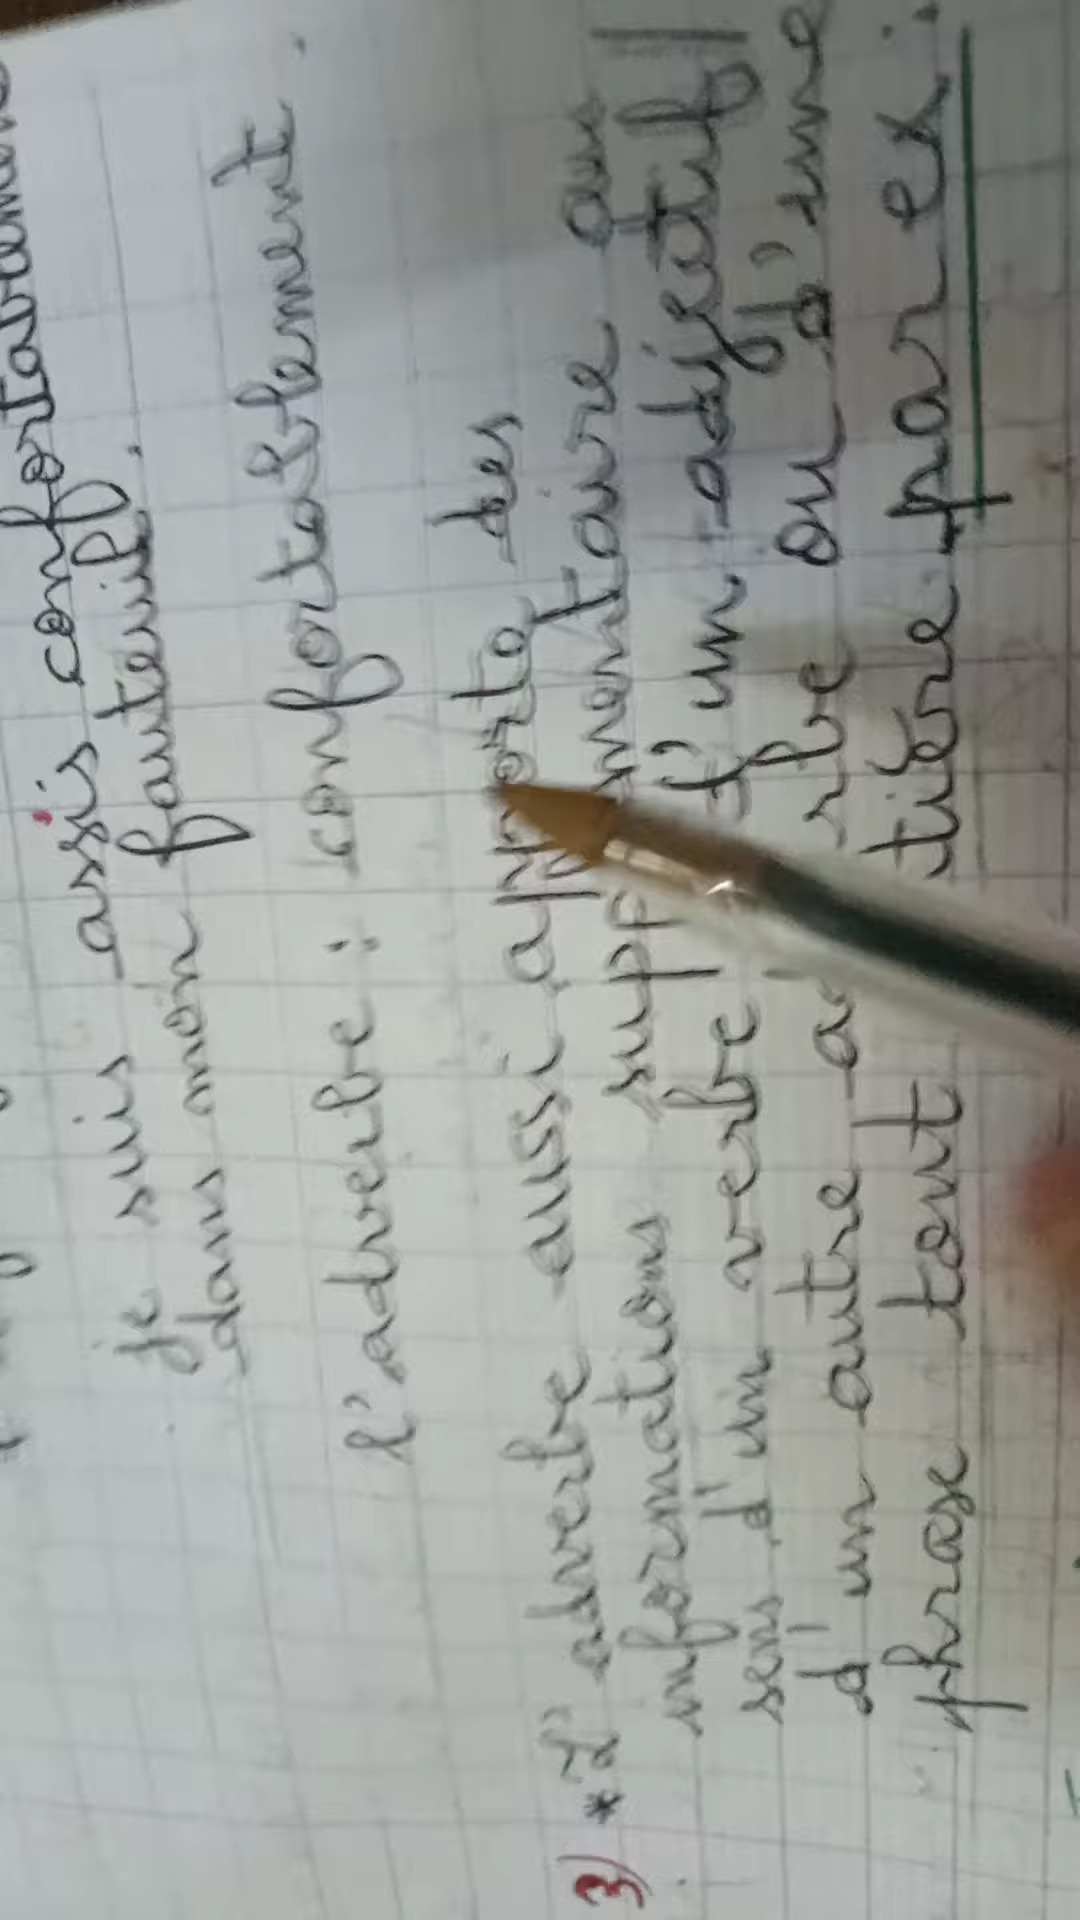 je suis assis confortablement
dans mon fauteuil.
l'adverbe : confortablement.
3) * L'adverbe aussi apporte des
informations supplémentaire au
sens d'un verbe d'un adjectif
d'un autre adverbe ou d'une
phrase tout entière par ex :